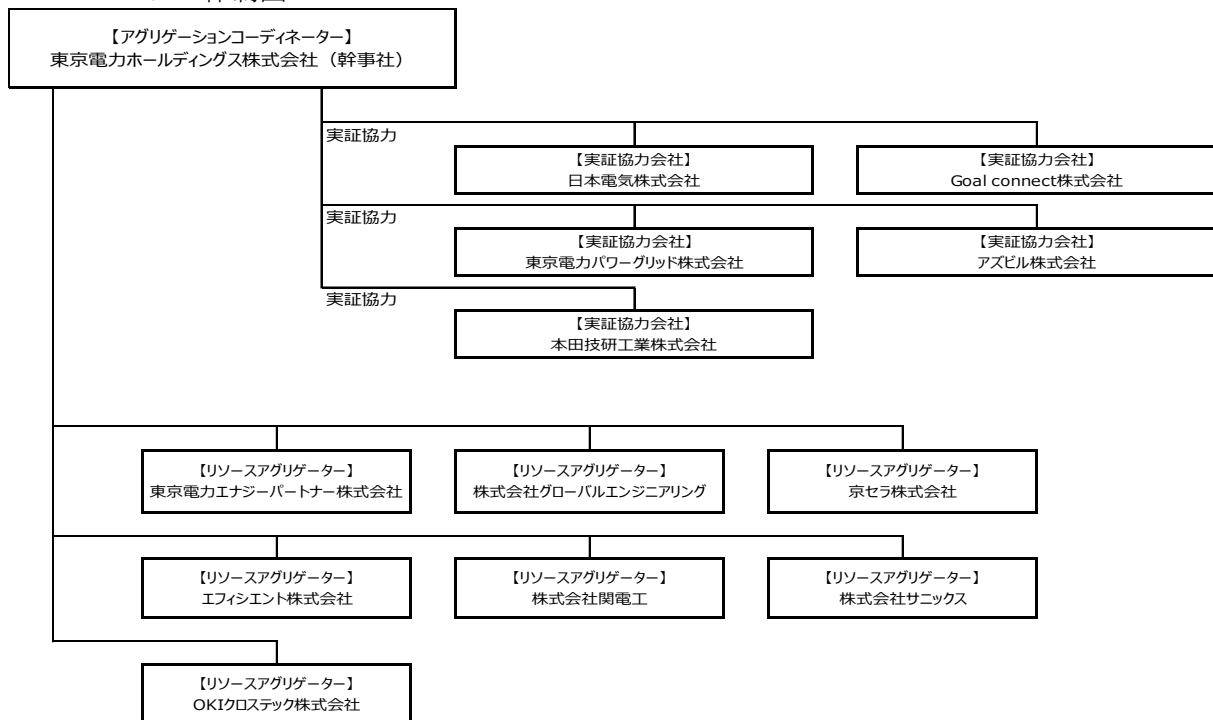 【アグリゲーションコーディネーター】
東京電力ホールディングス株式会社（幹事社）
実証協力
【実証協力会社】
日本電気株式会社
【実証協力会社】
Goal connect株式会社
実証協力
【実証協力会社】
東京電力パワーグリッド株式会社
【実証協力会社】
アズビル株式会社
実証協力
【実証協力会社】
本田技研工業株式会社
【リソースアグリゲーター】
東京電力エナジーパートナー株式会社
【リソースアグリゲーター】
株式会社グローバルエンジニアリング
【リソースアグリゲーター】
京セラ株式会社
【リソースアグリゲーター】
エフィシエント株式会社
【リソースアグリゲーター】
株式会社関電工
【リソースアグリゲーター】
株式会社サニックス
【リソースアグリゲーター】
OKIクロステック株式会社